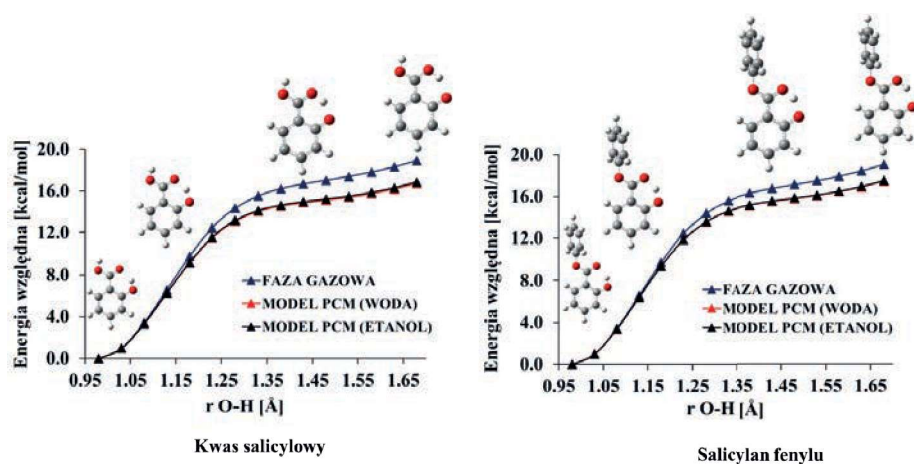 Energia względna [kcal/mol]
20.0
16.0
12.0
8.0
4.0
0.0
0.95 1.05 1.15 1.25 1.35 1.45 1.55 1.65
r O-H [Å]
FAZA GAZOWA
MODEL PCM (WODA)
MODEL PCM (ETANOL)
Kwas salicylowy
Energia względna [kcal/mol]
20.0
16.0
12.0
8.0
4.0
0.0
0.95 1.05 1.15 1.25 1.35 1.45 1.55 1.65
r O-H [Å]
FAZA GAZOWA
MODEL PCM (WODA)
MODEL PCM (ETANOL)
Salicylan fenylu